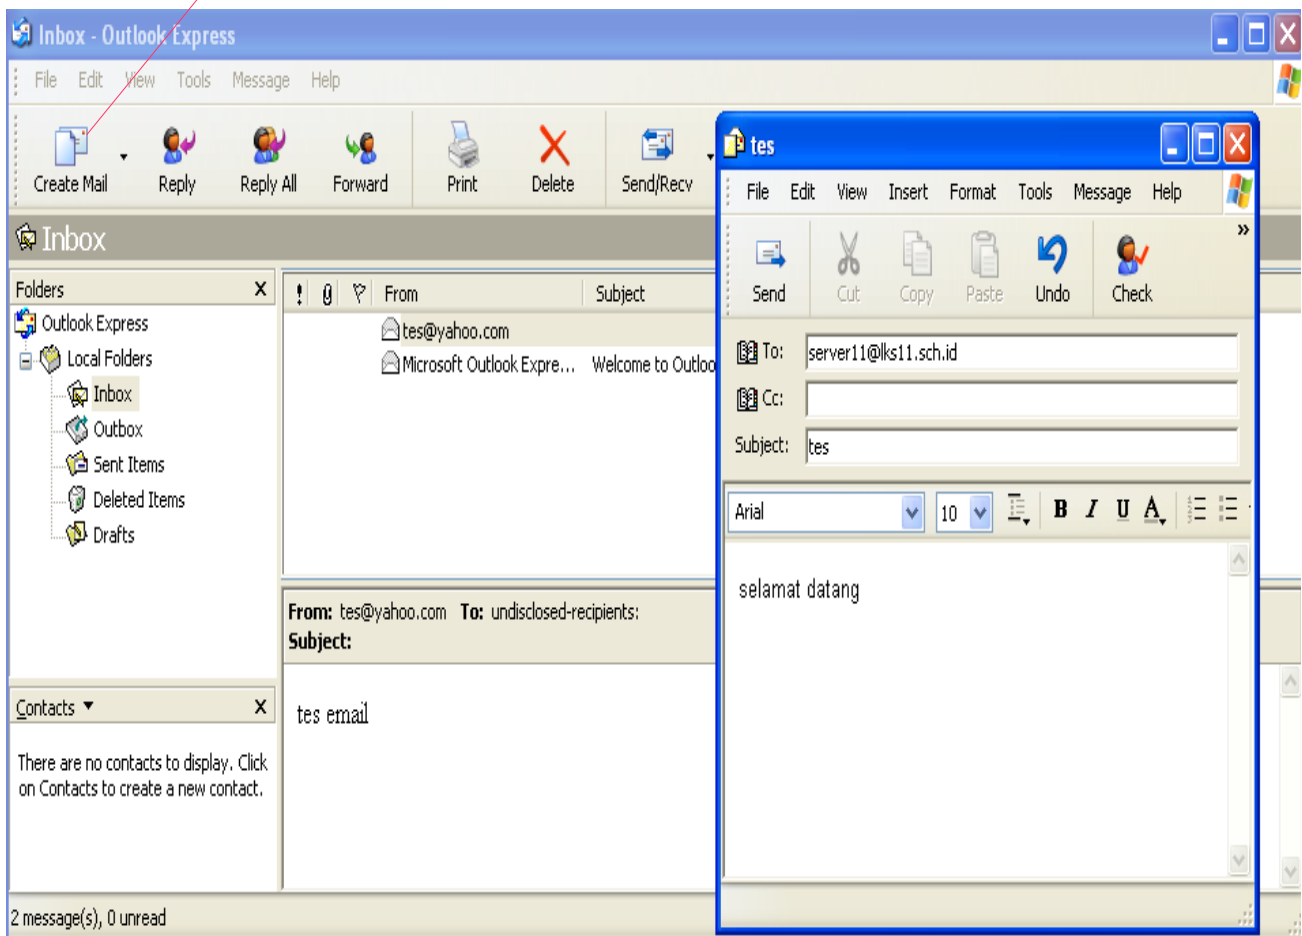 Inbox - Outlook Express
File Edit View Tools Message Help
Create Mail Reply Reply All Forward Print Delete Send/Recv
Inbox
Folders X
Outlook Express
Local Folders
Inbox
Outbox
Sent Items
Deleted Items
Drafts
Contacts X
There are no contacts to display. Click
on Contacts to create a new contact.
! From Subject
tes@yahoo.com
Microsoft Outlook Expre... Welcome to Outloo
From: tes@yahoo.com To: undisclosed-recipients:
Subject:
tes email
2 message(s), 0 unread
tes
File Edit View Insert Format Tools Message Help
»
Send Cut Copy Paste Undo Check
To: server11@lks11.sch.id
Cc:
Subject: tes
Arial 10 B I U A
selamat datang